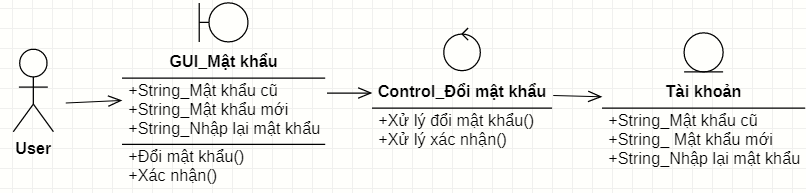 User
GUI_Mật khẩu
+String_Mật khẩu cũ
+String_Mật khẩu mới
+String_Nhập lại mật khẩu
+Đổi mật khẩu()
+Xác nhận()
Control_Đổi mật khẩu
+Xử lý đổi mật khẩu()
+Xử lý xác nhận()
Tài khoản
+String_Mật khẩu cũ
+String_ Mật khẩu mới
+String_Nhập lại mật khẩu